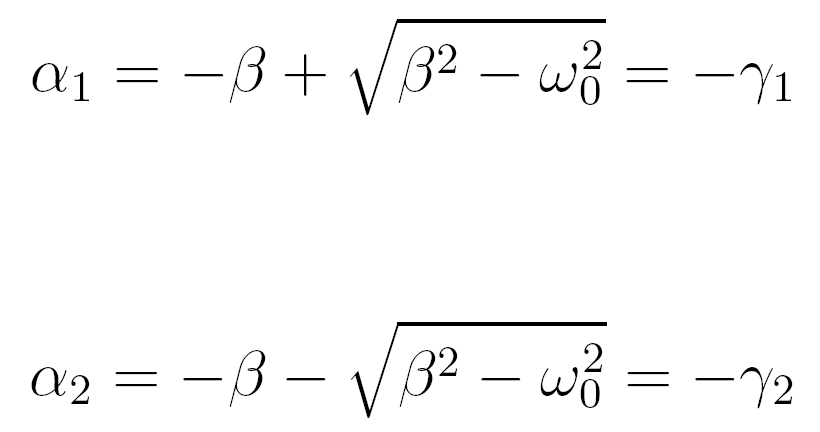 α₁ = −β + √(β² − ω₀²) = −γ₁
α₂ = −β − √(β² − ω₀²) = −γ₂